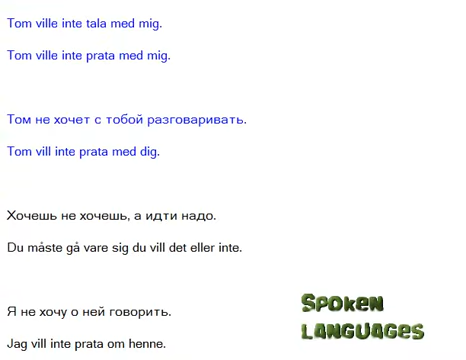 Tom ville inte tala med mig.
Tom ville inte prata med mig.
Том не хочет с тобой разговаривать.
Tom vill inte prata med dig.
Хочешь не хочешь, а идти надо.
Du måste gå vare sig du vill det eller inte.
Я не хочу о ней говорить.
Jag vill inte prata om henne.
Spoken
Languages